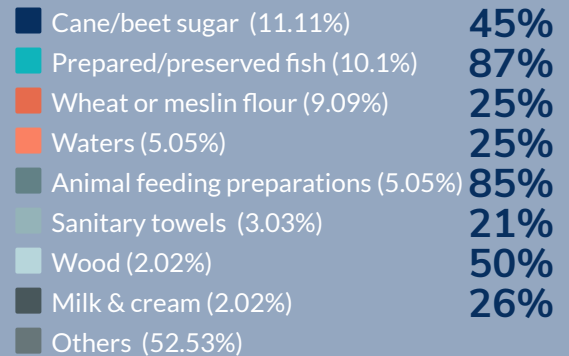 Cane/beet sugar (11.11%) 45%
Prepared/preserved fish (10.1%) 87%
Wheat or meslin flour (9.09%) 25%
Waters (5.05%) 25%
Animal feeding preparations (5.05%) 85%
Sanitary towels (3.03%) 21%
Wood (2.02%) 50%
Milk & cream (2.02%) 26%
Others (52.53%)